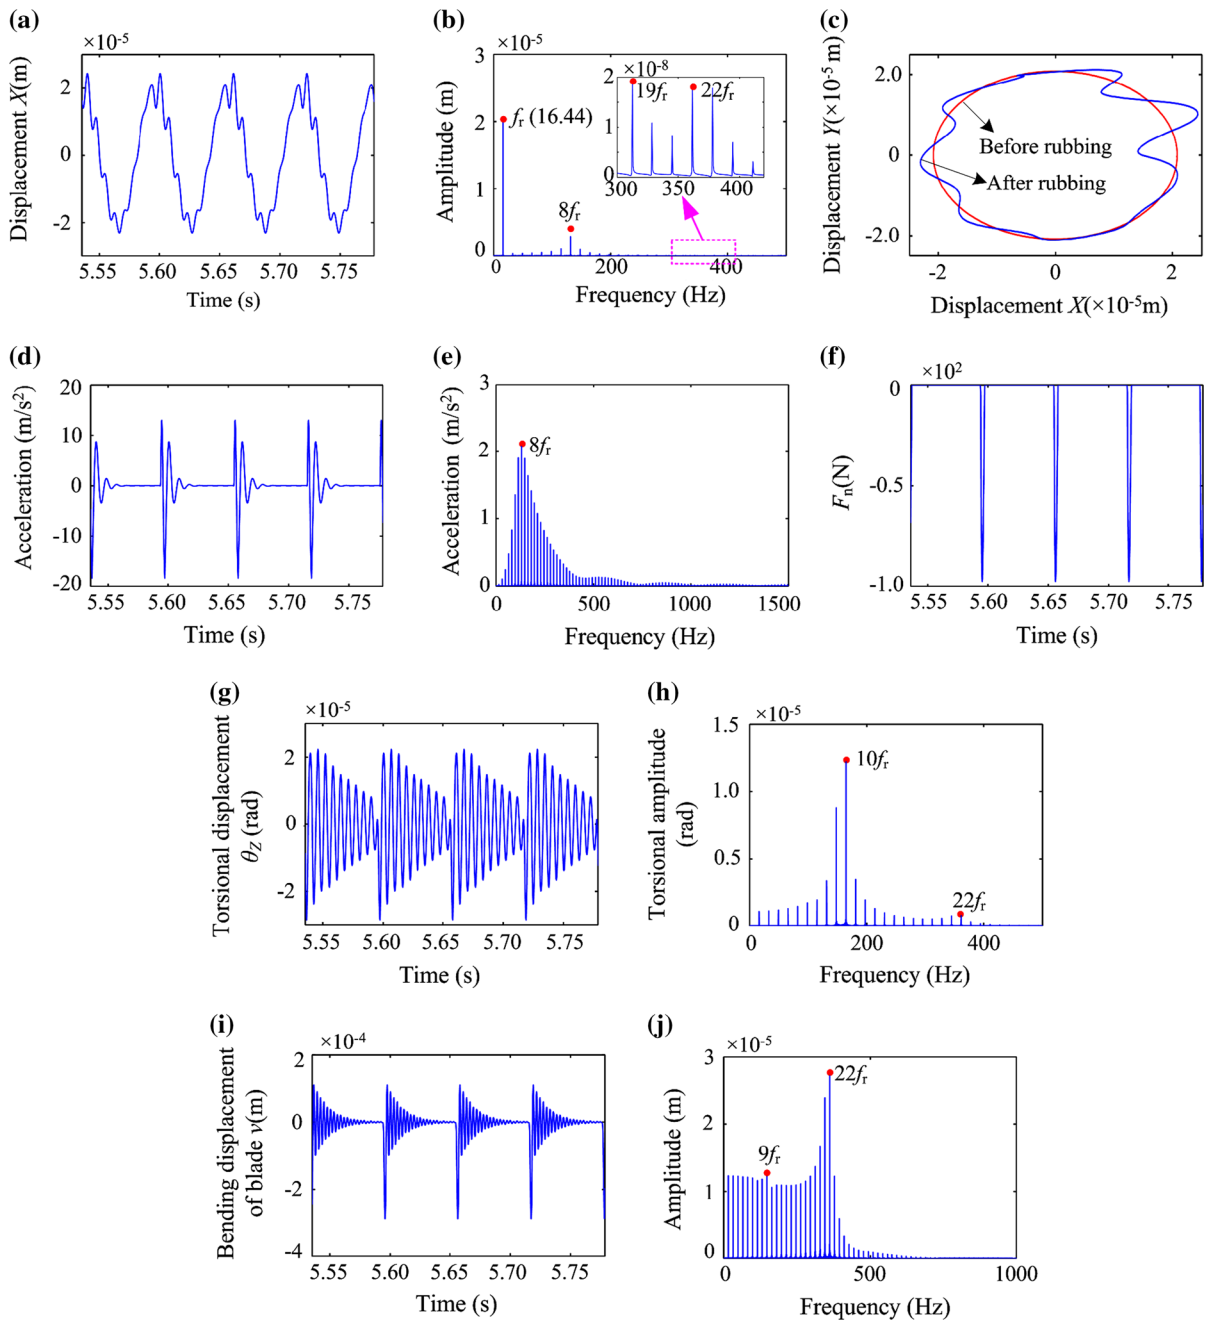 (a)
×10-5
Displacement X(m)
2
0
-2
5.55 5.60 5.65 5.70 5.75
Time (s)
(b)
×10-5
Amplitude (m)
3
2
1
0
0 200 400
Frequency (Hz)
fr (16.44)
8fr
×10-8
2
1
0
300 350 400
19fr
22fr
(c)
Displacement Y(×10-5 m)
2.0
0
-2.0
-2 0 2
Displacement X(×10-5m)
Before rubbing
After rubbing
(d)
Acceleration (m/s2)
20
10
0
-10
-20
5.55 5.60 5.65 5.70 5.75
Time (s)
(e)
Acceleration (m/s2)
3
2
1
0
0 500 1000 1500
Frequency (Hz)
8fr
(f)
×102
Fn(N)
0
-0.5
-1.0
5.55 5.60 5.65 5.70 5.75
Time (s)
(g)
×10-5
Torsional displacement
θZ (rad)
2
0
-2
5.55 5.60 5.65 5.70 5.75
Time (s)
(h)
×10-5
Torsional amplitude
(rad)
1.5
1.0
0.5
0
0 200 400
Frequency (Hz)
10fr
22fr
(i)
×10-4
Bending displacement
of blade v(m)
2
0
-2
-4
5.55 5.60 5.65 5.70 5.75
Time (s)
(j)
×10-5
Amplitude (m)
3
2
1
0
0 500 1000
Frequency (Hz)
9fr
22fr